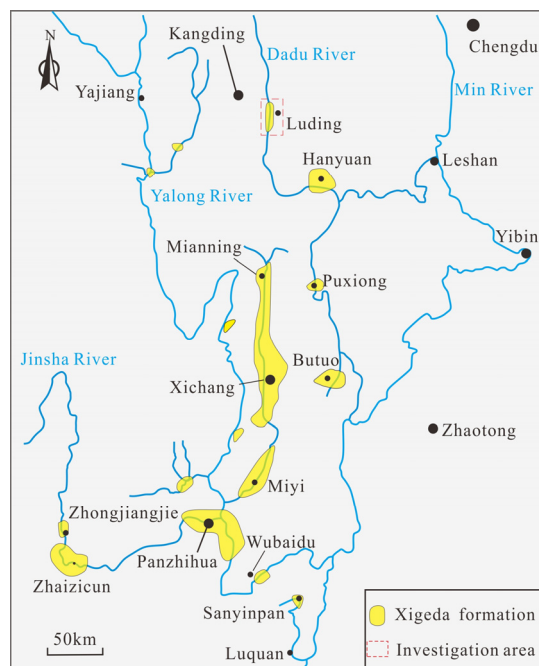 N
Kangding
Dadu River
Chengdu
Yajiang
Min River
Luding
Hanyuan
Leshan
Yalong River
Yibin
Mianning
Puxiong
Jinsha River
Butuo
Xichang
Zhaotong
Miyi
Zhongjiangjie
Wubaidu
Panzhihua
Zhaizicun
Sanyinpan
Xigeda formation
50km
Luquan
Investigation area